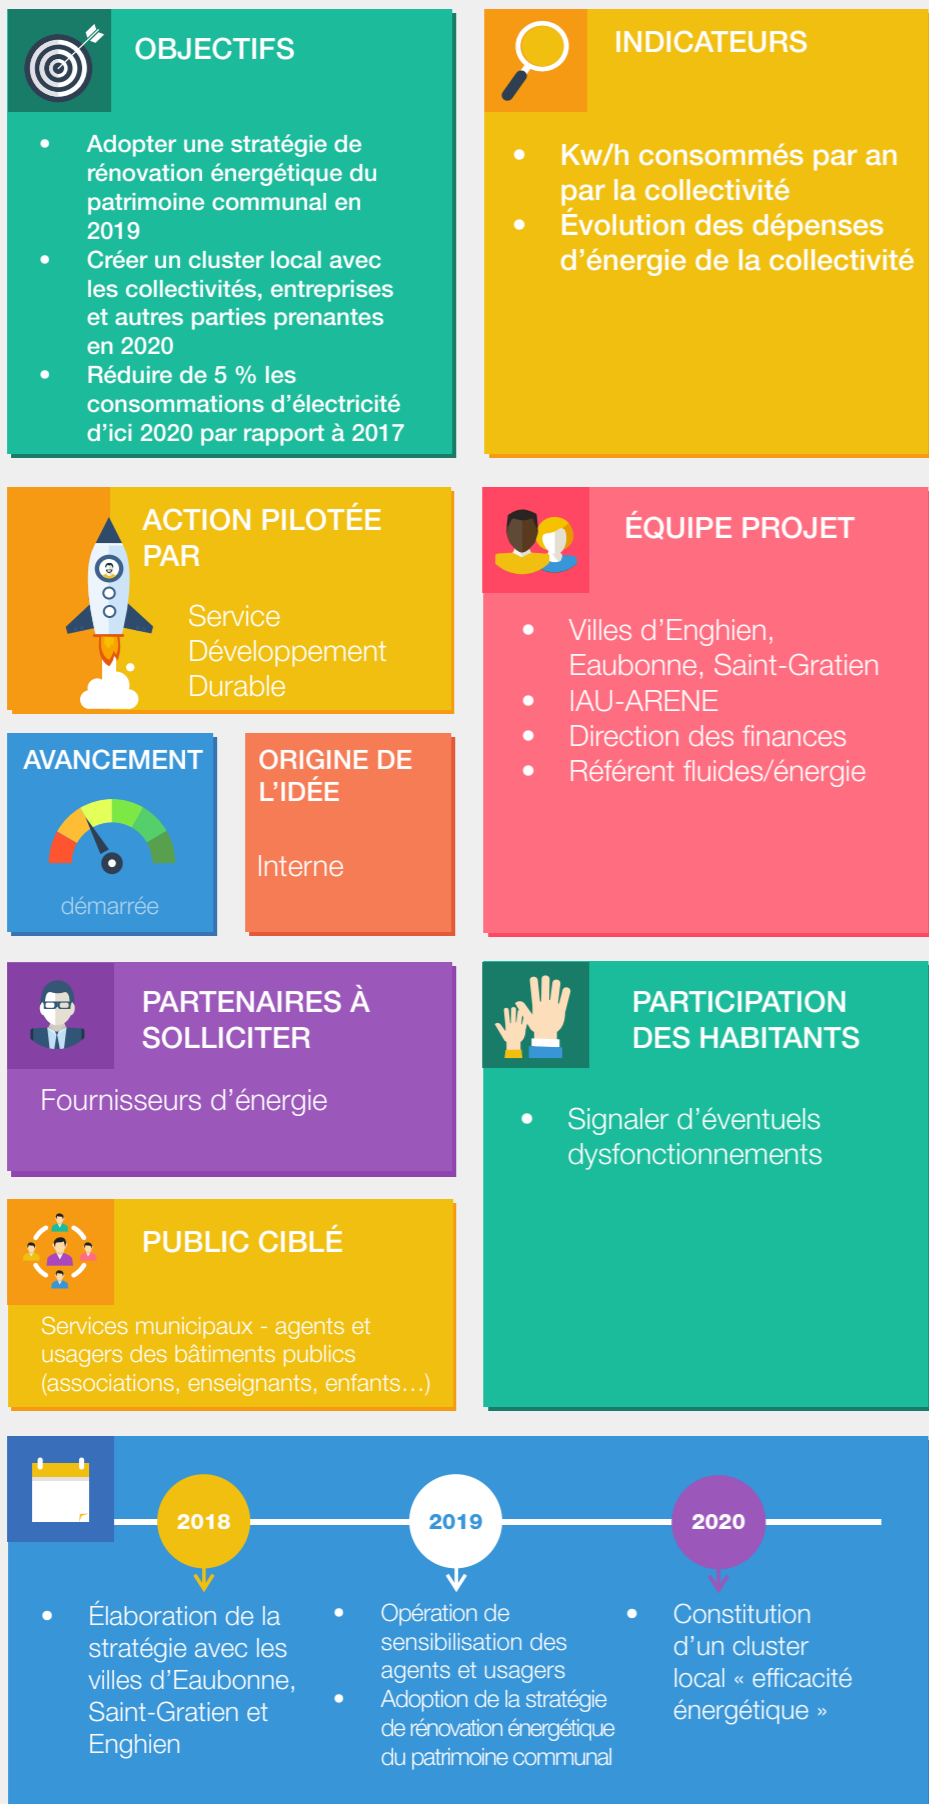 OBJECTIFS
• Adopter une stratégie de
rénovation énergétique du
patrimoine communal en
2019
• Créer un cluster local avec
les collectivités, entreprises
et autres parties prenantes
en 2020
• Réduire de 5 % les
consommations d’électricité
d’ici 2020 par rapport à 2017
INDICATEURS
• Kw/h consommés par an
par la collectivité
• Évolution des dépenses
d’énergie de la collectivité
ACTION PILOTÉE
PAR
Service
Développement
Durable
ÉQUIPE PROJET
• Villes d’Enghien,
Eaubonne, Saint-Gratien
• IAU-ARENE
• Direction des finances
• Référent fluides/énergie
AVANCEMENT
démarrée
ORIGINE DE
L’IDÉE
Interne
PARTENAIRES À
SOLLICITER
Fournisseurs d’énergie
PARTICIPATION
DES HABITANTS
• Signaler d’éventuels
dysfonctionnements
PUBLIC CIBLÉ
Services municipaux - agents et
usagers des bâtiments publics
(associations, enseignants, enfants…)
2018
• Élaboration de la
stratégie avec les
villes d’Eaubonne,
Saint-Gratien et
Enghien
2019
• Opération de
sensibilisation des
agents et usagers
• Adoption de la stratégie
de rénovation énergétique
du patrimoine communal
2020
• Constitution
d’un cluster
local « efficacité
énergétique »